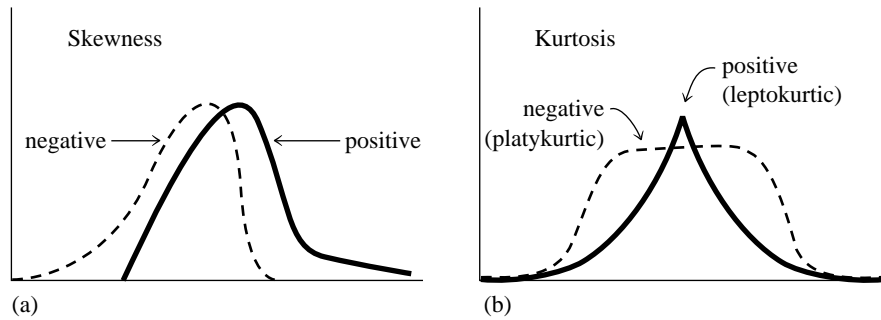 Skewness
negative
positive
(a)
Kurtosis
positive
(leptokurtic)
negative
(platykurtic)
(b)